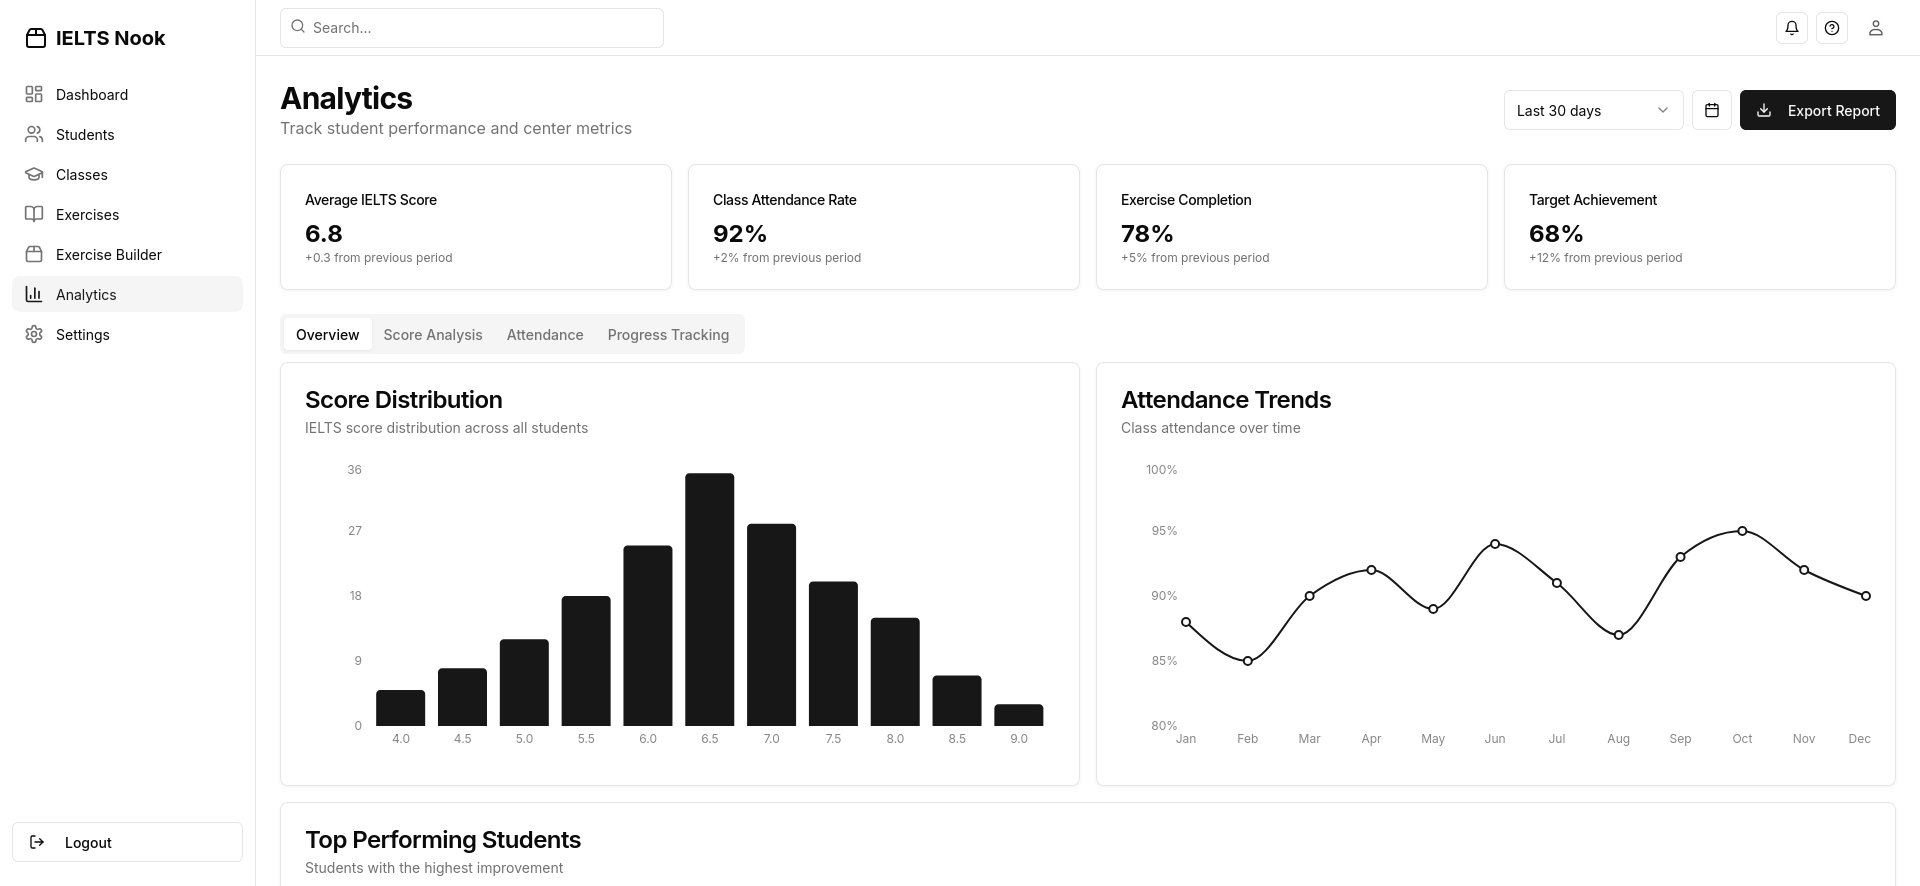 IELTS Nook
Search...
Dashboard
Students
Classes
Exercises
Exercise Builder
Analytics
Settings
Logout
Analytics
Track student performance and center metrics
Last 30 days
Export Report
Average IELTS Score
6.8
+0.3 from previous period
Class Attendance Rate
92%
+2% from previous period
Exercise Completion
78%
+5% from previous period
Target Achievement
68%
+12% from previous period
Overview Score Analysis Attendance Progress Tracking
Score Distribution
IELTS score distribution across all students
36
27
18
9
0
4.0 4.5 5.0 5.5 6.0 6.5 7.0 7.5 8.0 8.5 9.0
Attendance Trends
Class attendance over time
100%
95%
90%
85%
80%
Jan Feb Mar Apr May Jun Jul Aug Sep Oct Nov Dec
Top Performing Students
Students with the highest improvement